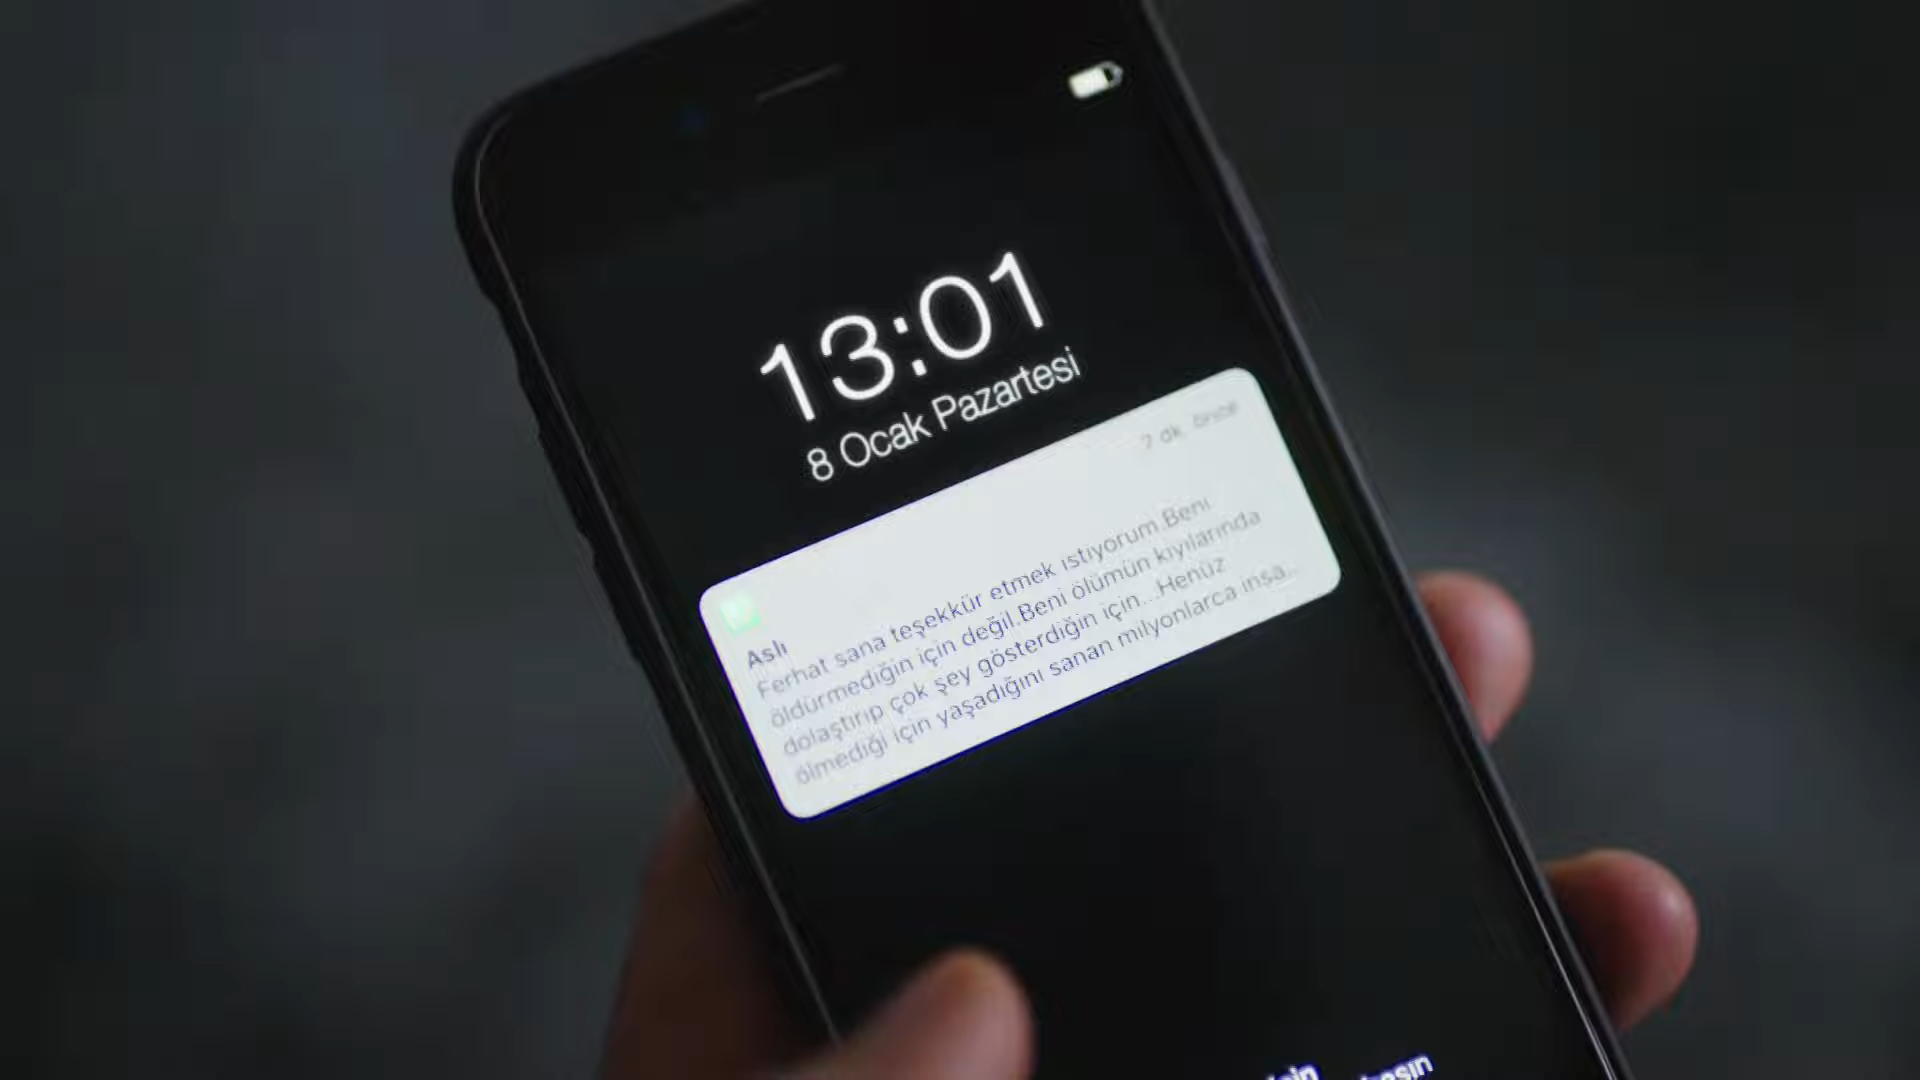 13:01
8 Ocak Pazartesi
7 dk. önce
Aslı
Ferhat sana teşekkür etmek istiyorum.Beni
öldürmediğin için değil.Beni ölümün kıyılarında
dolaştırıp çok şey gösterdiğin için...Henüz
ölmediği için yaşadığını sanan milyonlarca insa...